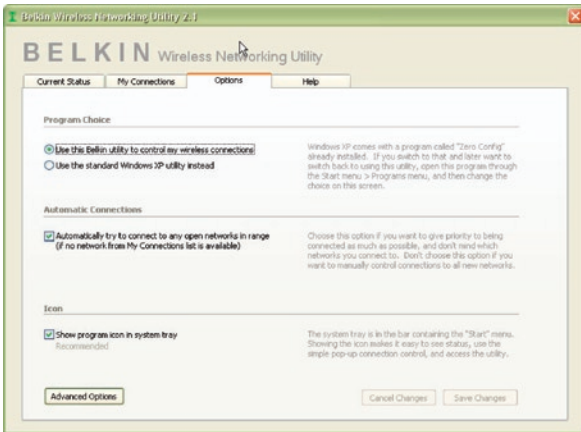 Belkin Wireless Networking Utility 2.1
BELKIN Wireless Networking Utility
Current Status
My Connections
Options
Help
Program Choice
Use this Belkin utility to control my wireless connections
Use the standard Windows XP utility instead
Windows XP comes with a program called "Zero Config"
already installed. If you switch to that and later want to
switch back to using this utility, open this program through
the Start menu > Programs menu, and then change the
choice on this screen.
Automatic Connections
Automatically try to connect to any open networks in range
(if no network from My Connections list is available)
Choose this option if you want to give priority to being
connected as much as possible, and don't mind which
networks you connect to. Don't choose this option if you
want to manually control connections to all new networks.
Icon
Show program icon in system tray
Recommended
The system tray is in the bar containing the "Start" menu.
Showing the icon makes it easy to see status, use the
simple pop-up connection control, and access the utility.
Advanced Options
Cancel Changes
Save Changes